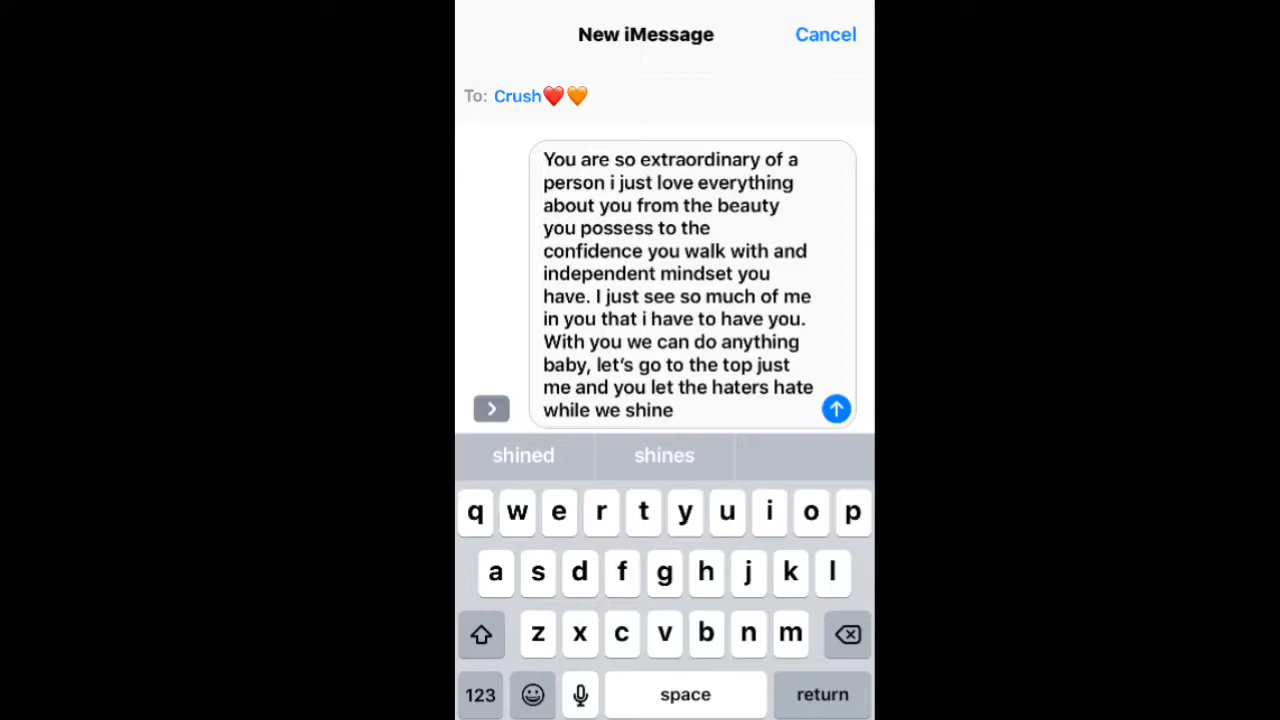 New iMessage
Cancel
To: Crush❤️🧡
You are so extraordinary of a
person i just love everything
about you from the beauty
you possess to the
confidence you walk with and
independent mindset you
have. I just see so much of me
in you that i have to have you.
With you we can do anything
baby, let’s go to the top just
me and you let the haters hate
while we shine
shined shines
q w e r t y u i o p
a s d f g h j k l
z x c v b n m
123 space return